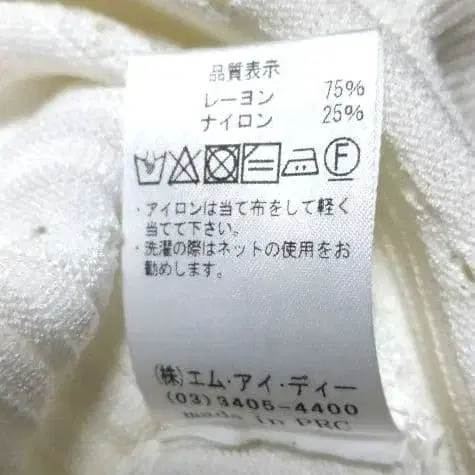 品質表示
レーヨン 75%
ナイロン 25%
F
・アイロンは当て布をして軽く
当てて下さい。
・洗濯の際はネットの使用をお
勧めします。
(株)エム・アイ・ディー
(03)3405-4400
made in PRC